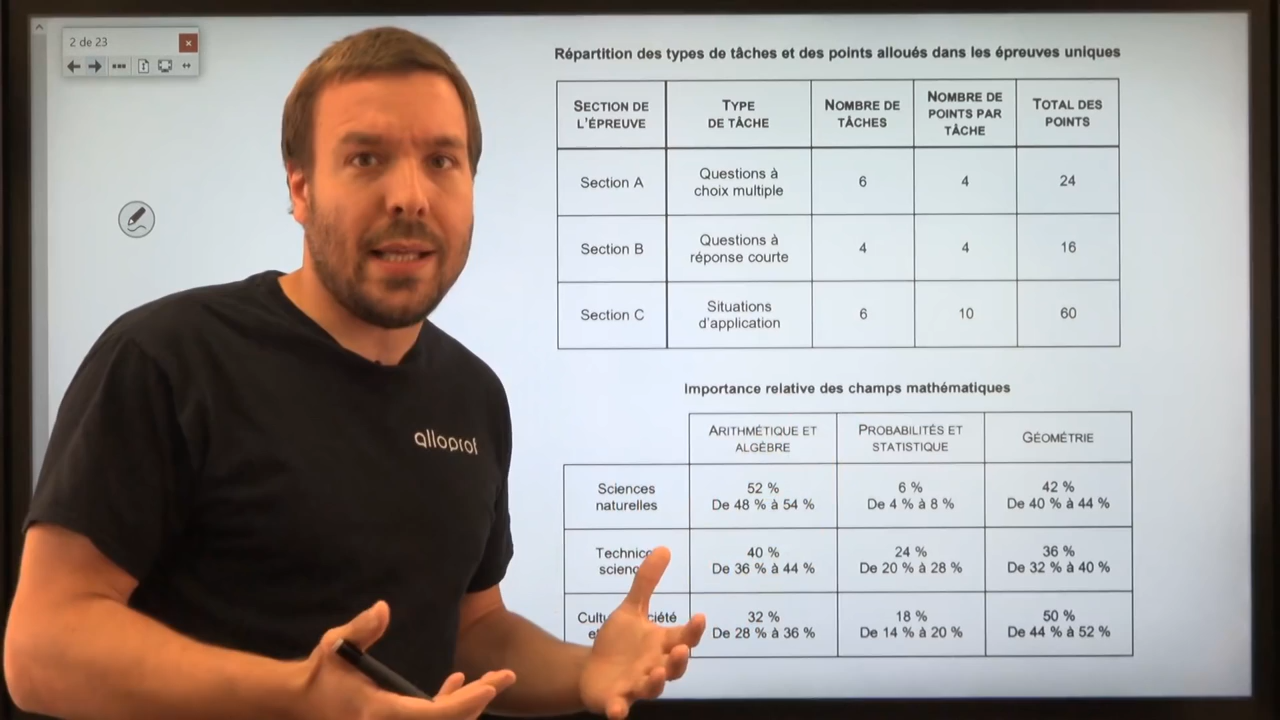 2 de 23
alloprof
Répartition des types de tâches et des points alloués dans les épreuves uniques
SECTION DE
L'ÉPREUVE
TYPE
DE TÂCHE
NOMBRE DE
TÂCHES
NOMBRE DE
POINTS PAR
TÂCHE
TOTAL DES
POINTS
Section A
Questions à
choix multiple
6
4
24
Section B
Questions à
réponse courte
4
4
16
Section C
Situations
d'application
6
10
60
Importance relative des champs mathématiques
ARITHMÉTIQUE ET
ALGÈBRE
PROBABILITÉS ET
STATISTIQUE
GÉOMÉTRIE
Sciences
naturelles
52 %
De 48 % à 54 %
6 %
De 4 % à 8 %
42 %
De 40 % à 44 %
40 %
De 36 % à 44 %
24 %
De 20 % à 28 %
36 %
De 32 % à 40 %
32 %
De 28 % à 36 %
18 %
De 14 % à 20 %
50 %
De 44 % à 52 %